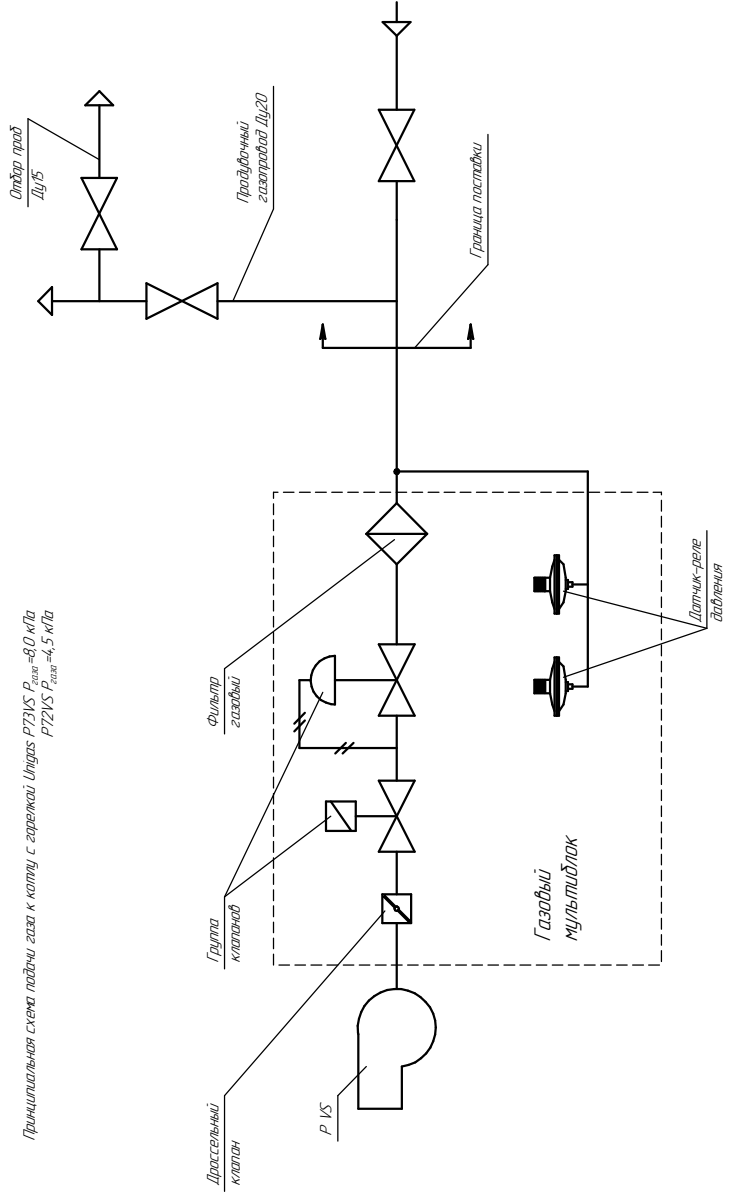 Принципиальная схема подачи газа к котлу с горелкой Unigas P73VS Pгаза=8,0 кПа
P72VS Pгаза=4,5 кПа
Отбор проб
Ду15
Продувочный
газопровод Ду20
Граница поставки
Фильтр
газовый
Группа
клапанов
Дроссельный
клапан
P VS
Газовый
мультиблок
Датчик-реле
давления